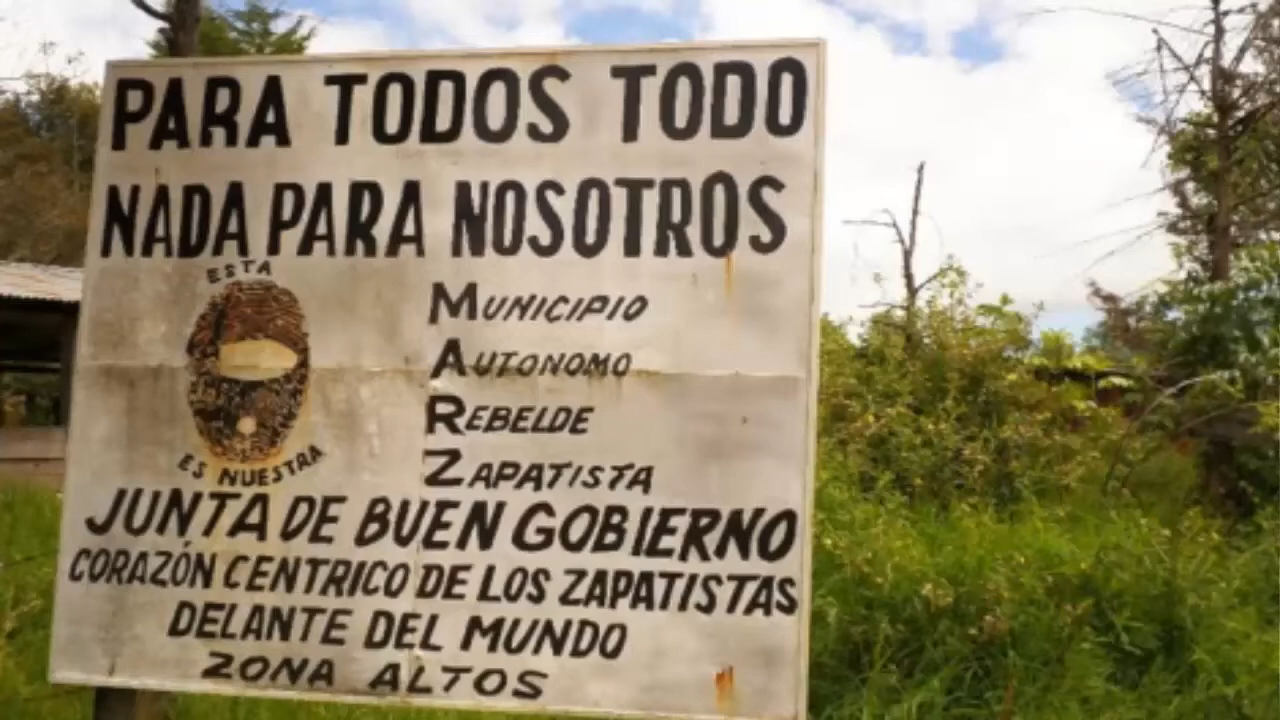 PARA TODOS TODO
NADA PARA NOSOTROS
ESTA
ES NUESTRA
MUNICIPIO
AUTONOMO
REBELDE
ZAPATISTA
JUNTA DE BUEN GOBIERNO
CORAZÓN CENTRICO DE LOS ZAPATISTAS
DELANTE DEL MUNDO
ZONA ALTOS